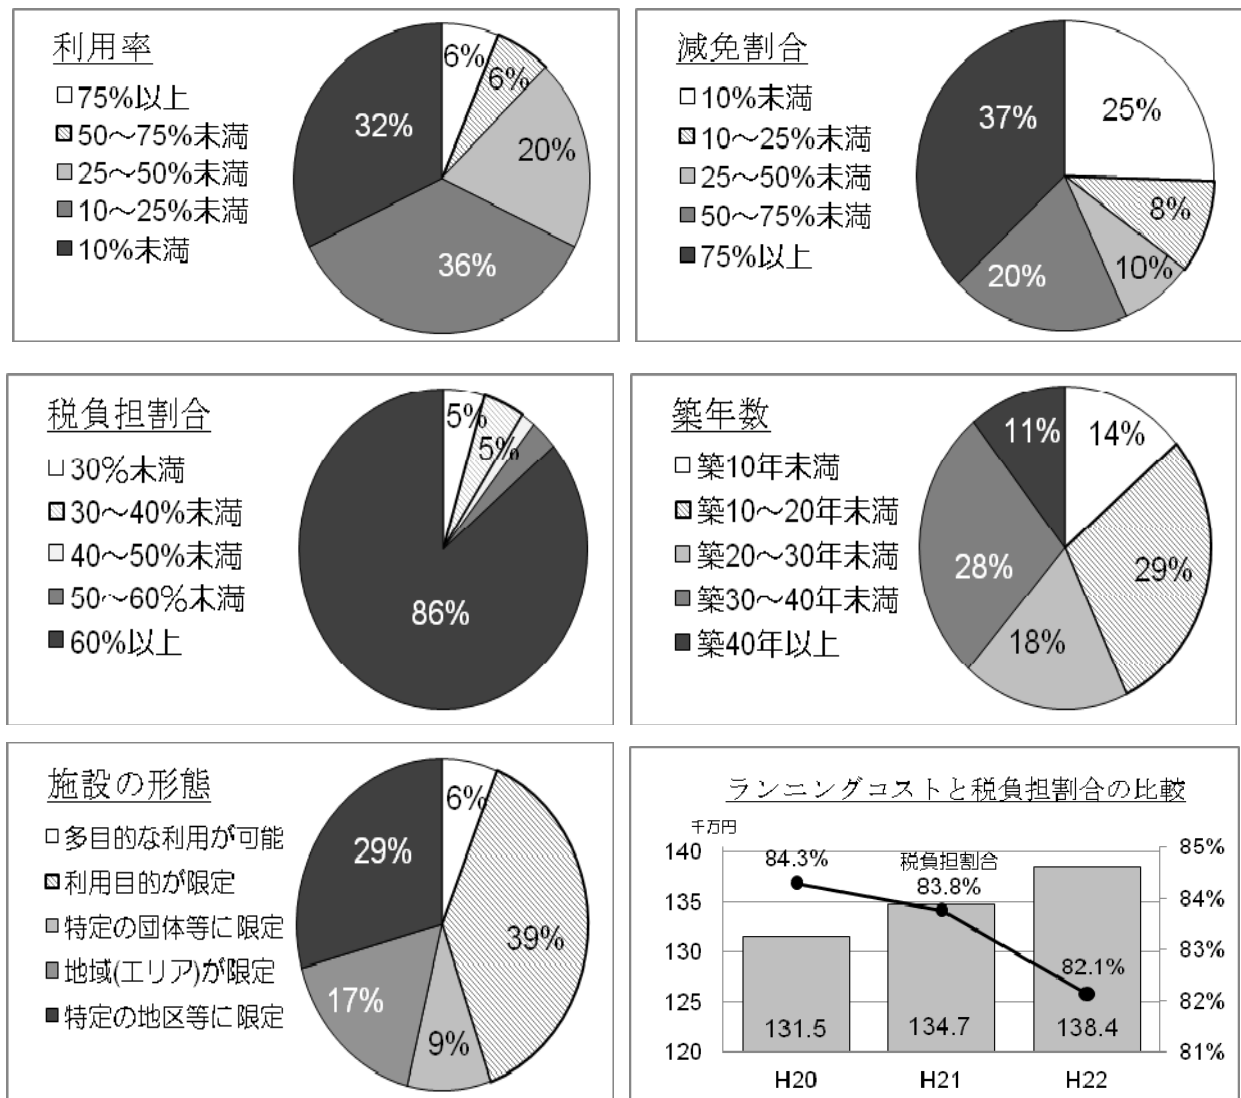 利用率
75%以上
50～75%未満
25～50%未満
10～25%未満
10%未満
6%
6%
20%
36%
32%
減免割合
10%未満
10～25%未満
25～50%未満
50～75%未満
75%以上
25%
8%
10%
20%
37%
税負担割合
30%未満
30～40%未満
40～50%未満
50～60%未満
60%以上
5%
5%
86%
築年数
築10年未満
築10～20年未満
築20～30年未満
築30～40年未満
築40年以上
14%
29%
18%
28%
11%
施設の形態
多目的な利用が可能
利用目的が限定
特定の団体等に限定
地域(エリア)が限定
特定の地区等に限定
6%
39%
9%
17%
29%
ランニングコストと税負担割合の比較
千万円
140
135
130
125
120
85%
84%
83%
82%
81%
税負担割合
84.3%
83.8%
82.1%
131.5
134.7
138.4
H20
H21
H22